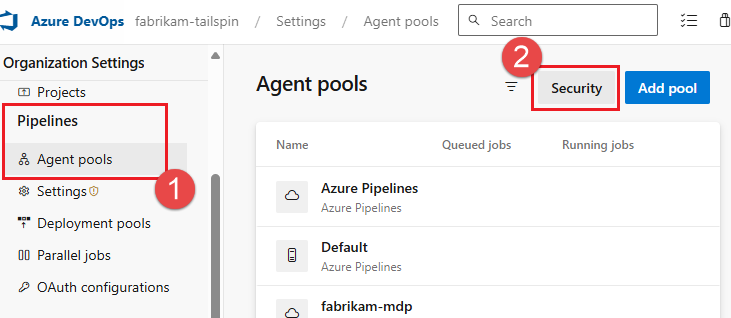 Azure DevOps fabrikam-tailspin / Settings / Agent pools Search
Organization Settings
Projects
Pipelines
Agent pools
1
Settings
Deployment pools
Parallel jobs
OAuth configurations
Agent pools
2
Security
Add pool
Name Queued jobs Running jobs
Azure Pipelines
Azure Pipelines
Default
Azure Pipelines
fabrikam-mdp